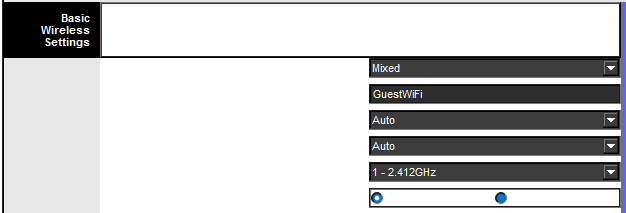 Basic
Wireless
Settings
Mixed
GuestWiFi
Auto
Auto
1 - 2.412GHz